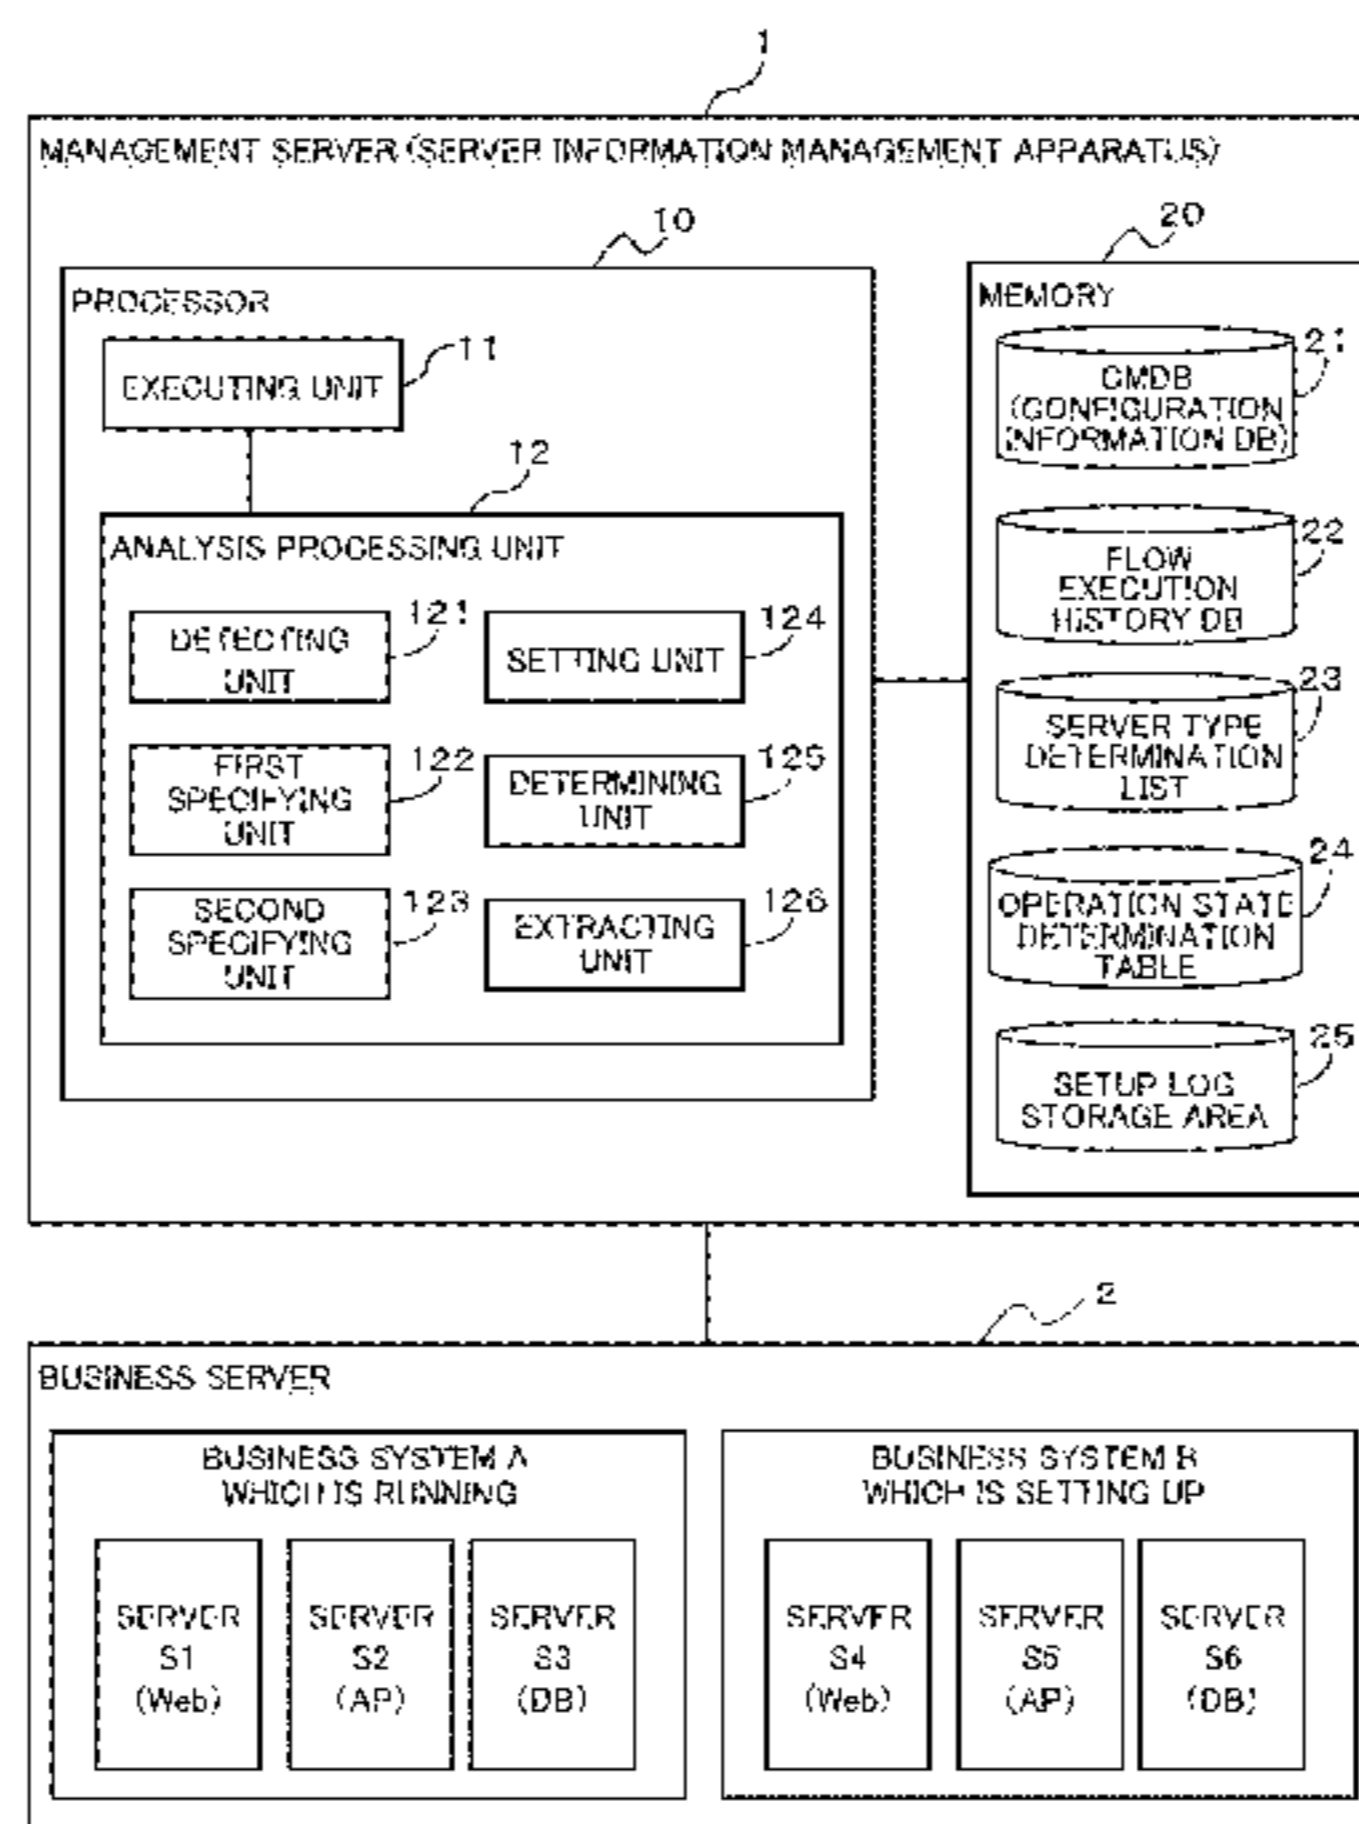 1
MANAGEMENT SERVER (SERVER INFORMATION MANAGEMENT APPARATUS)
10
PROCESSOR
EXECUTING UNIT
11
12
ANALYSIS PROCESSING UNIT
DETECTING
UNIT
121
SETTING UNIT
124
FIRST
SPECIFYING
UNIT
122
DETERMINING
UNIT
125
SECOND
SPECIFYING
UNIT
123
EXTRACTING
UNIT
126
20
MEMORY
CMDB
(CONFIGURATION
INFORMATION DB)
21
FLOW
EXECUTION
HISTORY DB
22
SERVER TYPE
DETERMINATION
LIST
23
OPERATION STATE
DETERMINATION
TABLE
24
SETUP LOG
STORAGE AREA
25
2
BUSINESS SERVER
BUSINESS SYSTEM A
WHICH IS RUNNING
SERVER
S1
(Web)
SERVER
S2
(AP)
SERVER
S3
(DB)
BUSINESS SYSTEM B
WHICH IS SETTING UP
SERVER
S4
(Web)
SERVER
S5
(AP)
SERVER
S6
(DB)